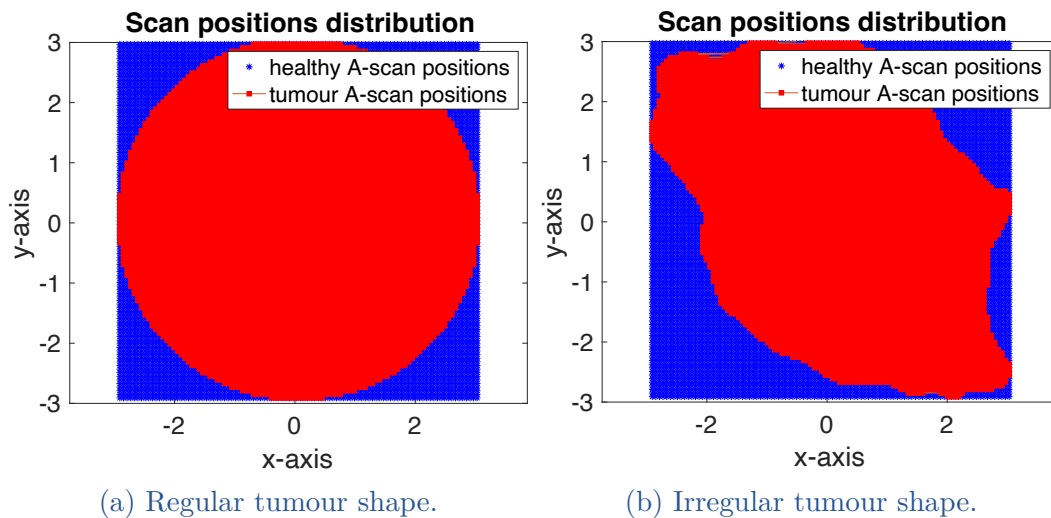 Scan positions distribution
healthy A-scan positions
tumour A-scan positions
3
2
1
0
-1
-2
-3
y-axis
-2
0
2
x-axis
(a) Regular tumour shape.
Scan positions distribution
healthy A-scan positions
tumour A-scan positions
3
2
1
0
-1
-2
-3
y-axis
-2
0
2
x-axis
(b) Irregular tumour shape.